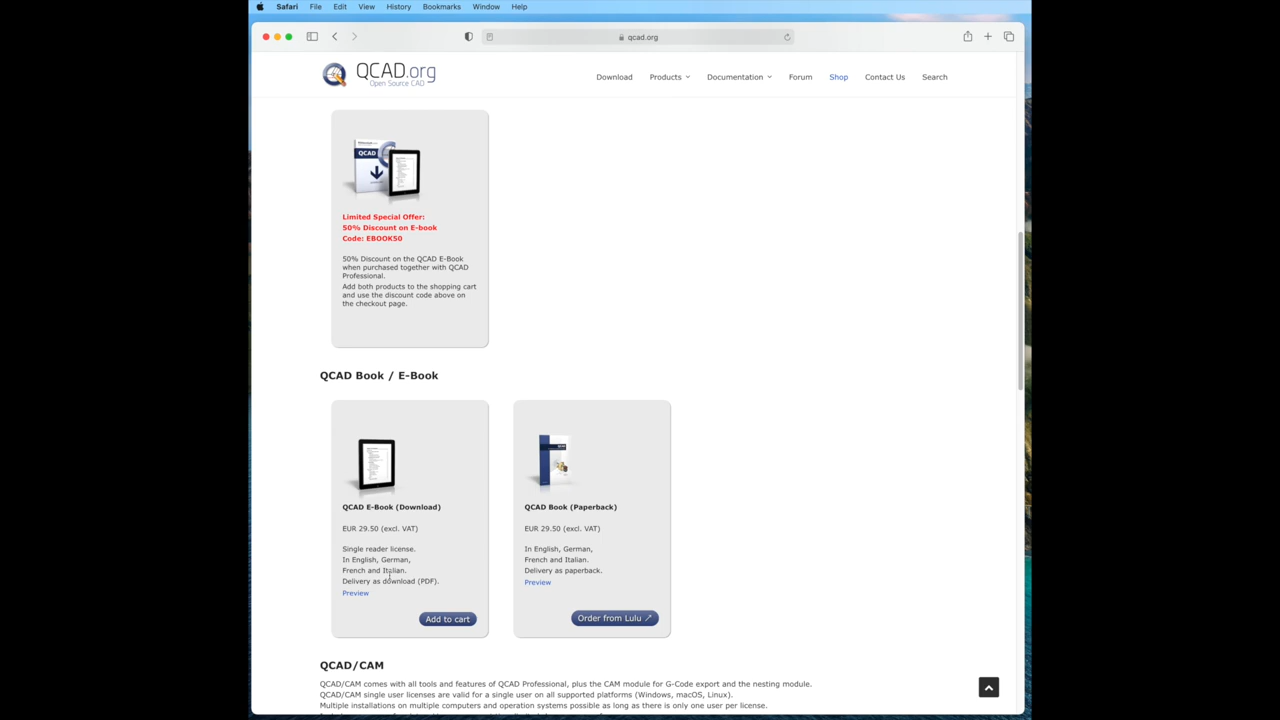 Safari File Edit View History Bookmarks Window Help
qcad.org
QCAD.org
Open Source CAD
Download Products Documentation Forum Shop Contact Us Search
QCAD
Limited Special Offer:
50% Discount on E-book
Code: EBOOK50
50% Discount on the QCAD E-Book
when purchased together with QCAD
Professional.
Add both products to the shopping cart
and use the discount code above on
the checkout page.
QCAD Book / E-Book
QCAD E-Book (Download)
EUR 29.50 (excl. VAT)
Single reader license.
In English, German,
French and Italian.
Delivery as download (PDF).
Preview
Add to cart
QCAD Book (Paperback)
EUR 29.50 (excl. VAT)
In English, German,
French and Italian.
Delivery as paperback.
Preview
Order from Lulu ↗
QCAD/CAM
QCAD/CAM comes with all tools and features of QCAD Professional, plus the CAM module for G-Code export and the nesting module.
QCAD/CAM single user licenses are valid for a single user on all supported platforms (Windows, macOS, Linux).
Multiple installations on multiple computers and operation systems possible as long as there is only one user per license.